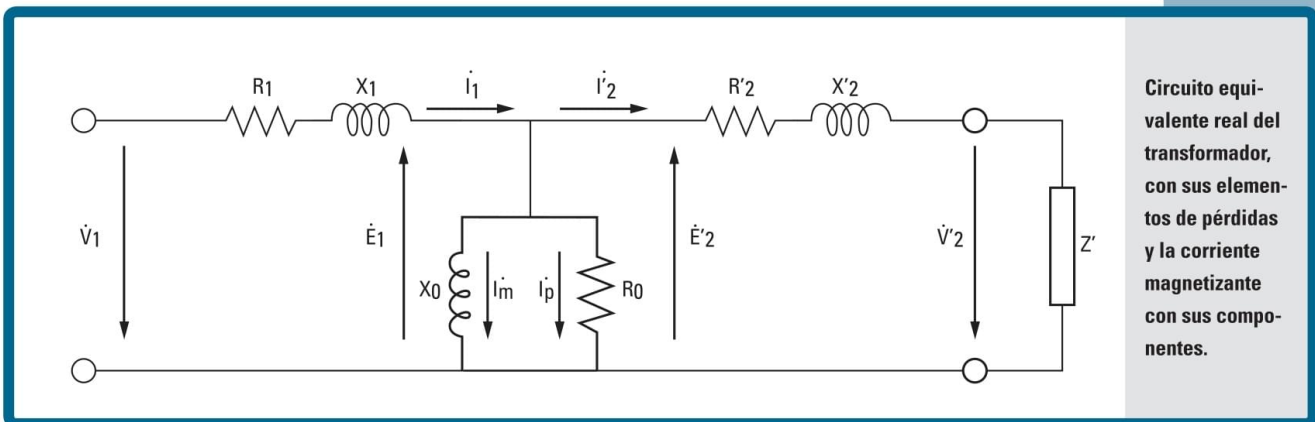 R1
X1
İ1
İ'2
R'2
X'2
V̇1
Ė1
X0
İm
İp
R0
Ė'2
V̇'2
Z'
Circuito equi-
valente real del
transformador,
con sus elemen-
tos de pérdidas
y la corriente
magnetizante
con sus compo-
nentes.